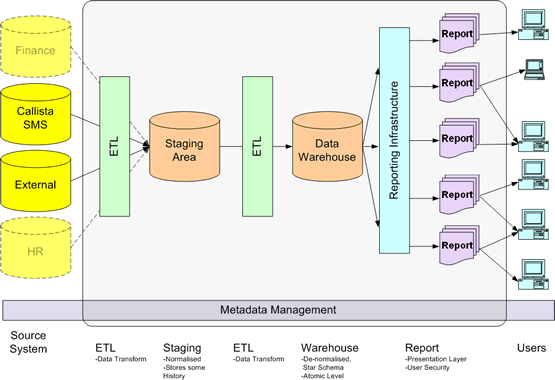 Finance
Callista
SMS
External
HR
ETL
Staging
Area
ETL
Data
Warehouse
Reporting Infrastructure
Report
Report
Report
Report
Report
Metadata Management
Source
System
ETL
-Data Transform
Staging
-Normalised
-Stores some
History
ETL
-Data Transform
Warehouse
-De-normalised,
Star Schema
-Atomic Level
Report
-Presentation Layer
-User Security
Users